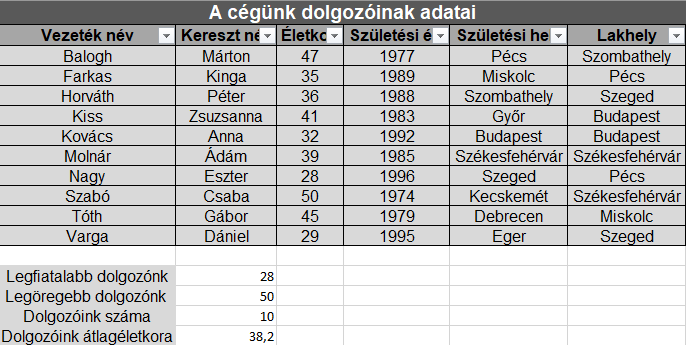 A cégünk dolgozóinak adatai
Vezeték név Kereszt né Életko Születési é Születési he Lakhely
Balogh Márton 47 1977 Pécs Szombathely
Farkas Kinga 35 1989 Miskolc Pécs
Horváth Péter 36 1988 Szombathely Szeged
Kiss Zsuzsanna 41 1983 Győr Budapest
Kovács Anna 32 1992 Budapest Budapest
Molnár Ádám 39 1985 Székesfehérvár Székesfehérvár
Nagy Eszter 28 1996 Szeged Pécs
Szabó Csaba 50 1974 Kecskemét Székesfehérvár
Tóth Gábor 45 1979 Debrecen Miskolc
Varga Dániel 29 1995 Eger Szeged
Legfiatalabb dolgozónk 28
Legöregebb dolgozónk 50
Dolgozóink száma 10
Dolgozóink átlagéletkora 38,2